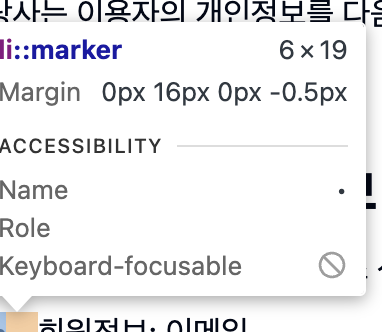 당사는 이용자의 개인정보를 다음
li::marker 6×19
Margin 0px 16px 0px -0.5px
ACCESSIBILITY
Name •
Role
Keyboard-focusable
회원정보: 이메일